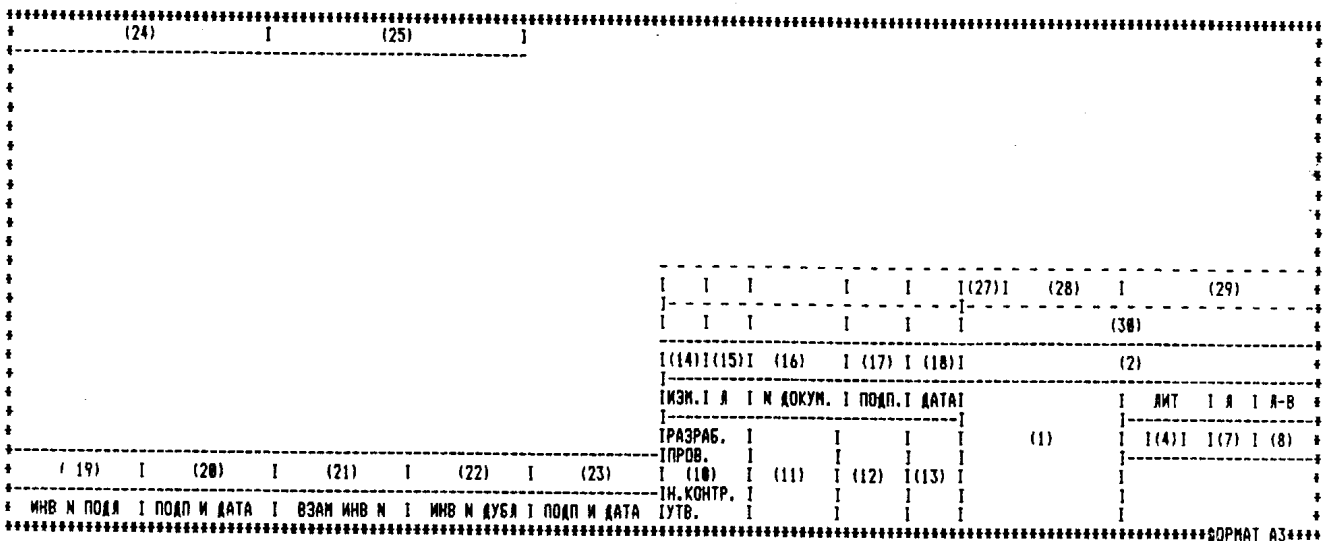 (24) I (25) I
I I I I I I(27)I (28) I (29)
I I I I I I (30)
I(14)I(15)I (16) I (17) I (18)I (2)
IИЗМ.I Л I N ДОКУМ. I ПОДП.I ДАТАI I ЛИТ I Л I Л-В
IРАЗРАБ. I I I I (1) I I(4)I I(7) I (8)
IПРОВ. I I I I I
( 19) I (20) I (21) I (22) I (23) I (10) I (11) I (12) I(13) I I
IН.КОНТР. I I I I I
ИНВ N ПОДЛ I ПОДП И ДАТА I ВЗАМ ИНВ N I ИНВ N ДУБЛ I ПОДП И ДАТА IУТВ. I I I I I
ФОРМАТ А3